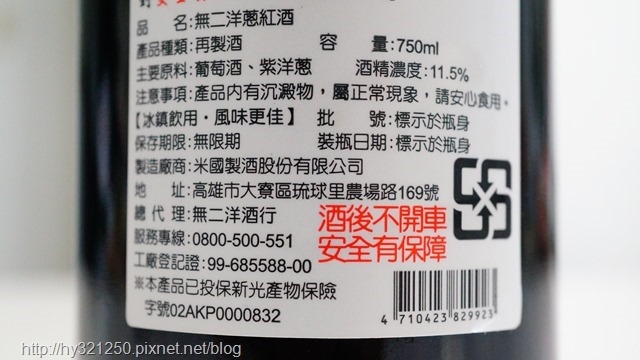 品　　名:無二洋蔥紅酒
產品種類:再製酒　　容　　量:750ml
主要原料:葡萄酒、紫洋蔥　　酒精濃度:11.5%
注意事項:產品內有沉澱物，屬正常現象，請安心食用。
【冰鎮飲用・風味更佳】　批　　號:標示於瓶身
保存期限:無限期　　裝瓶日期:標示於瓶身
製造廠商:米國製酒股份有限公司
地　　址:高雄市大寮區琉球里農場路169號
總 代 理:無二洋酒行
服務專線:0800-500-551
工廠登記證:99-685588-00
※本產品已投保新光產物保險
字號02AKP0000832
酒後不開車
安全有保障
4 710423 829923
http://hy321250.pixnet.net/blog